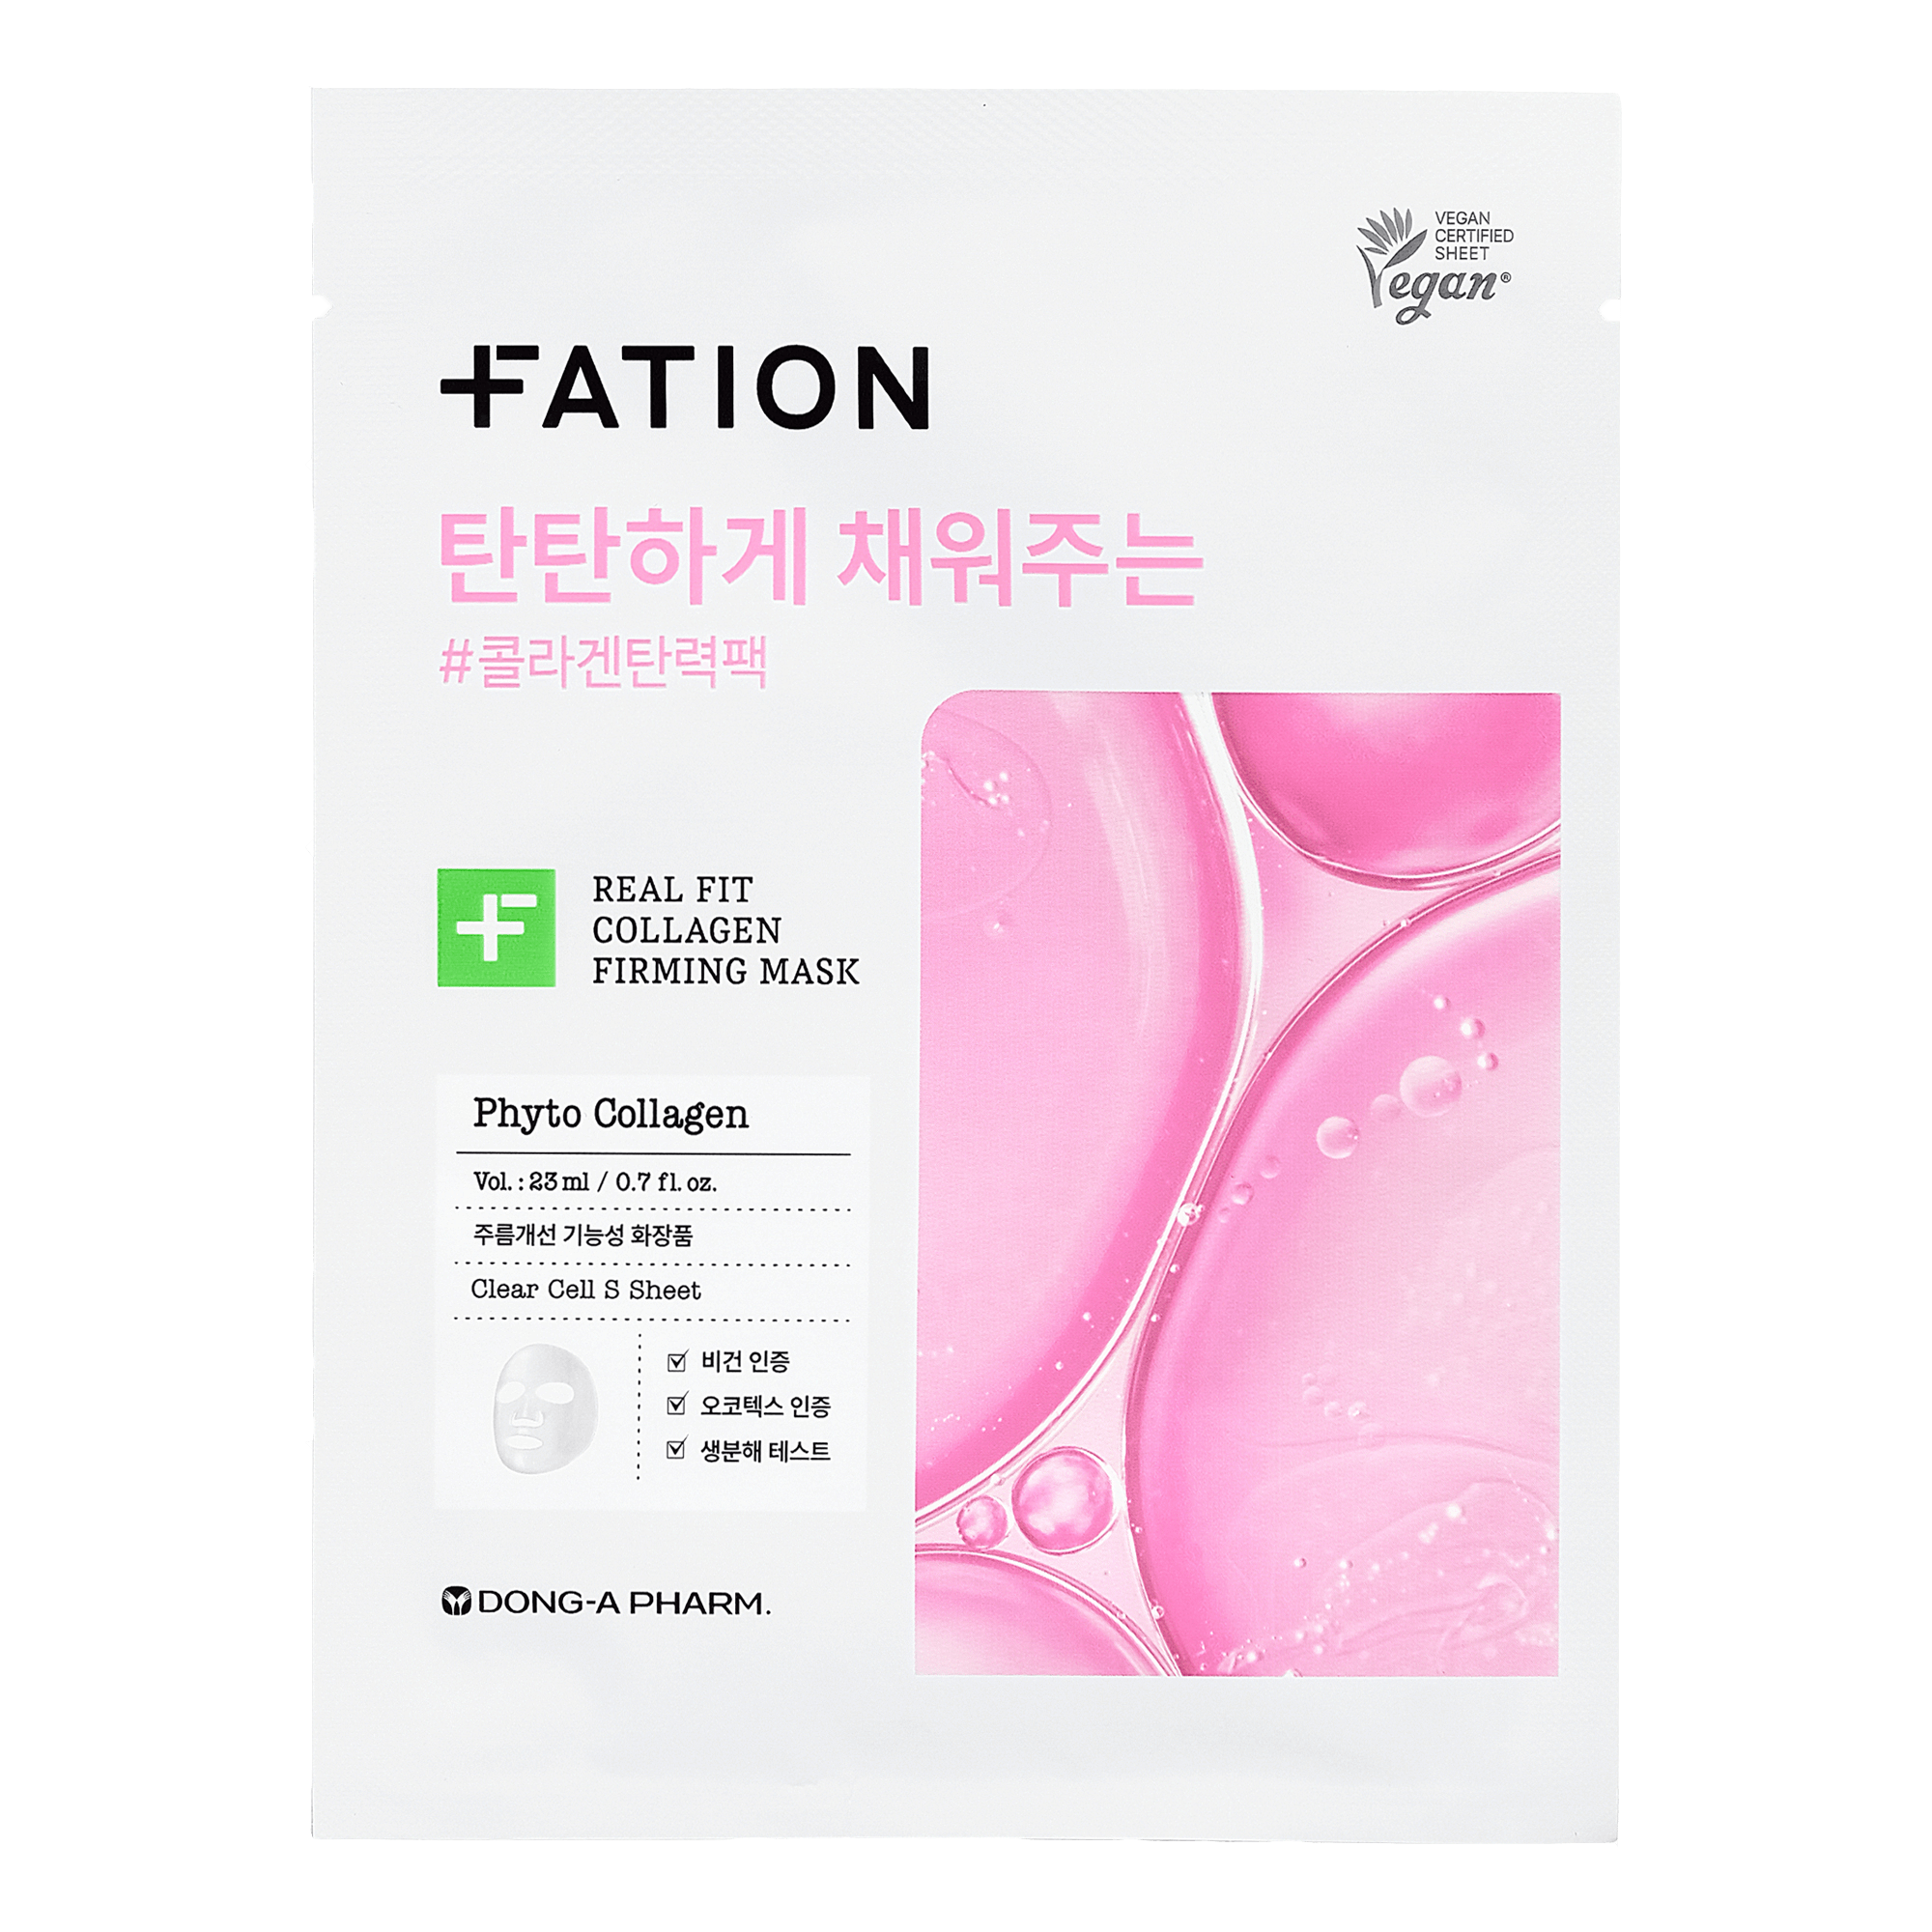 VEGAN
CERTIFIED
SHEET
Vegan®
FATION
탄탄하게 채워주는
#콜라겐탄력팩
REAL FIT
COLLAGEN
FIRMING MASK
Phyto Collagen
Vol. : 23 ml / 0.7 fl. oz.
주름개선 기능성 화장품
Clear Cell S Sheet
비건 인증
오코텍스 인증
생분해 테스트
DONG-A PHARM.